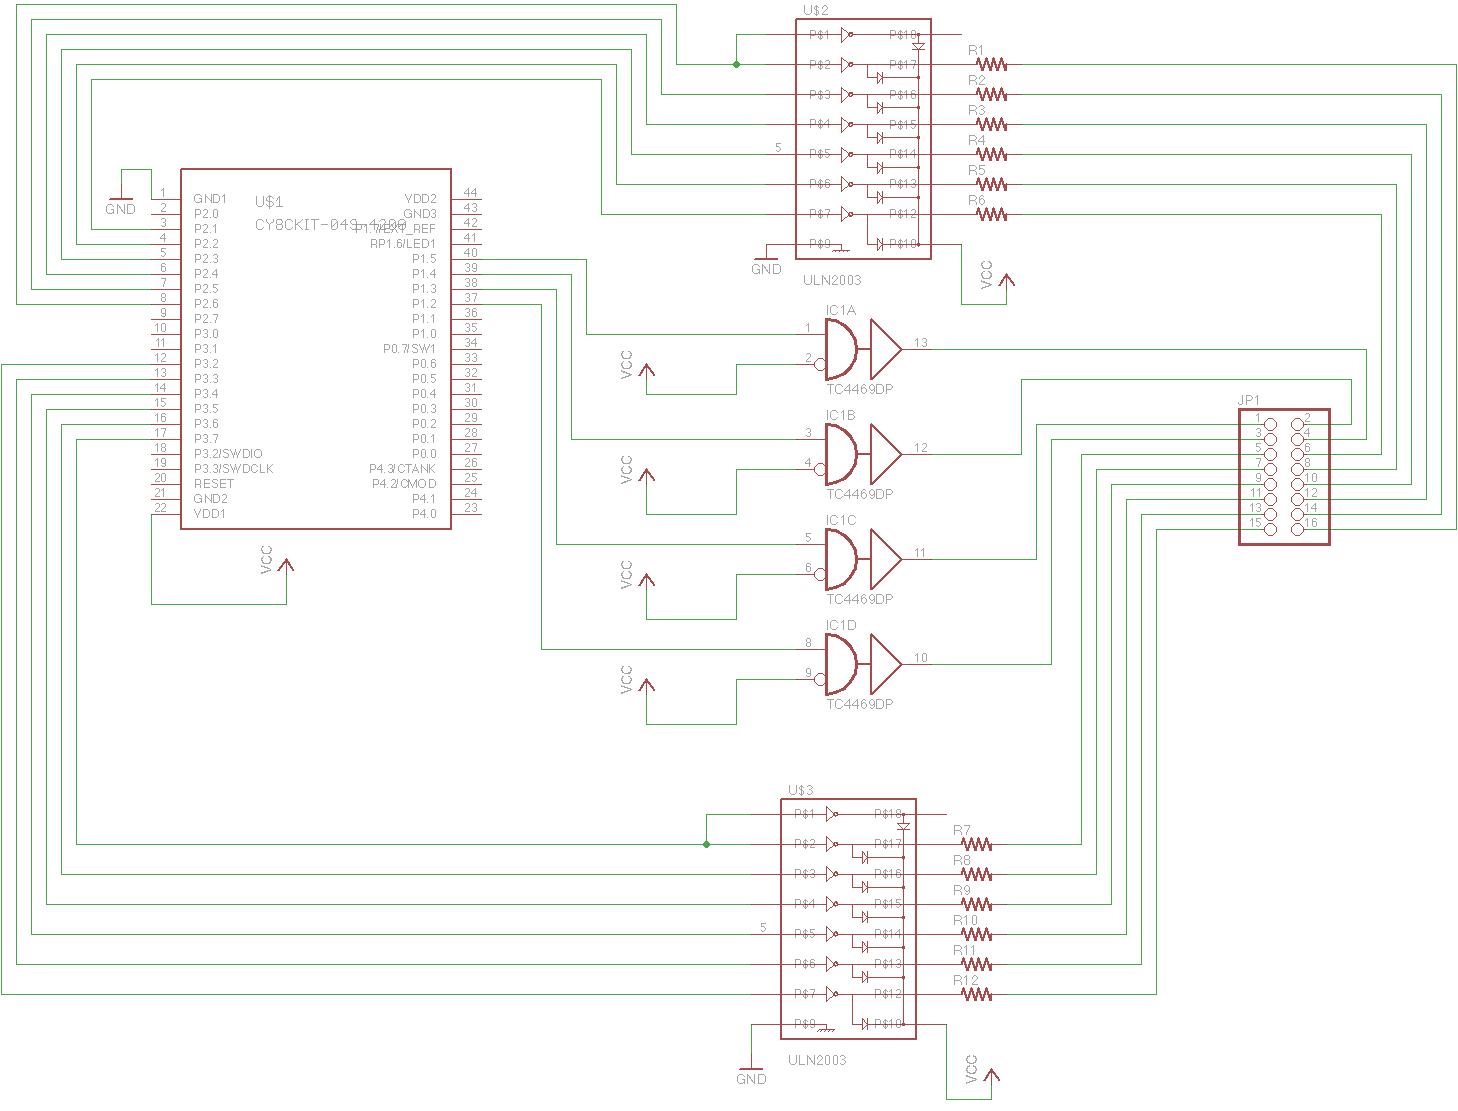 U$2
P$1 P$18
P$2 P$17
P$3 P$16
P$4 P$15
5 P$5 P$14
P$6 P$13
P$7 P$12
P$9 P$10
GND
ULN2003
VCC
R1
R2
R3
R4
R5
R6
GND
U$1
CY8CKIT-049-4200
1 GND1
2 P2.0
3 P2.1
4 P2.2
5 P2.3
6 P2.4
7 P2.5
8 P2.6
9 P2.7
10 P3.0
11 P3.1
12 P3.2
13 P3.3
14 P3.4
15 P3.5
16 P3.6
17 P3.7
18 P3.2/SWDIO
19 P3.3/SWDCLK
20 RESET
21 GND2
22 VDD1
VDD2 44
GND3 43
P1.7/EXT_REF 42
RP1.6/LED1 41
P1.5 40
P1.4 39
P1.3 38
P1.2 37
P1.1 36
P1.0 35
P0.7/SW1 34
P0.6 33
P0.5 32
P0.4 31
P0.3 30
P0.2 29
P0.1 28
P0.0 27
P4.3/CTANK 26
P4.2/CMOD 25
P4.1 24
P4.0 23
VCC
IC1A
1 13
2
VCC
TC4469DP
IC1B
3 12
4
VCC
TC4469DP
IC1C
5 11
6
VCC
TC4469DP
IC1D
8 10
9
VCC
TC4469DP
JP1
1 2
3 4
5 6
7 8
9 10
11 12
13 14
15 16
U$3
P$1 P$18
P$2 P$17
P$3 P$16
P$4 P$15
5 P$5 P$14
P$6 P$13
P$7 P$12
P$9 P$10
GND
ULN2003
VCC
R7
R8
R9
R10
R11
R12